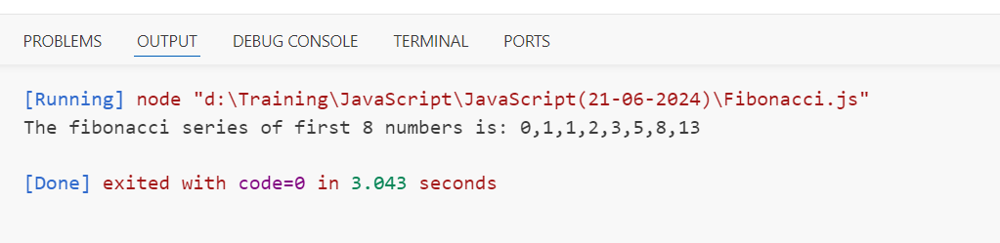 PROBLEMS OUTPUT DEBUG CONSOLE TERMINAL PORTS
[Running] node "d:\Training\JavaScript\JavaScript(21-06-2024)\Fibonacci.js"
The fibonacci series of first 8 numbers is: 0,1,1,2,3,5,8,13
[Done] exited with code=0 in 3.043 seconds